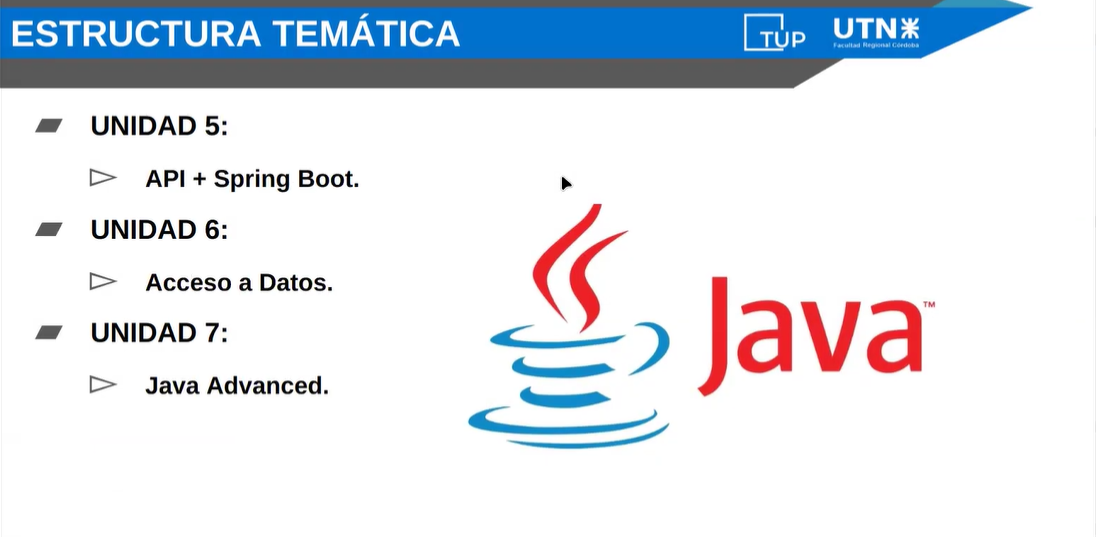 ESTRUCTURA TEMÁTICA
TUP
UTN
Facultad Regional Córdoba
UNIDAD 5:
API + Spring Boot.
UNIDAD 6:
Acceso a Datos.
UNIDAD 7:
Java Advanced.
Java™